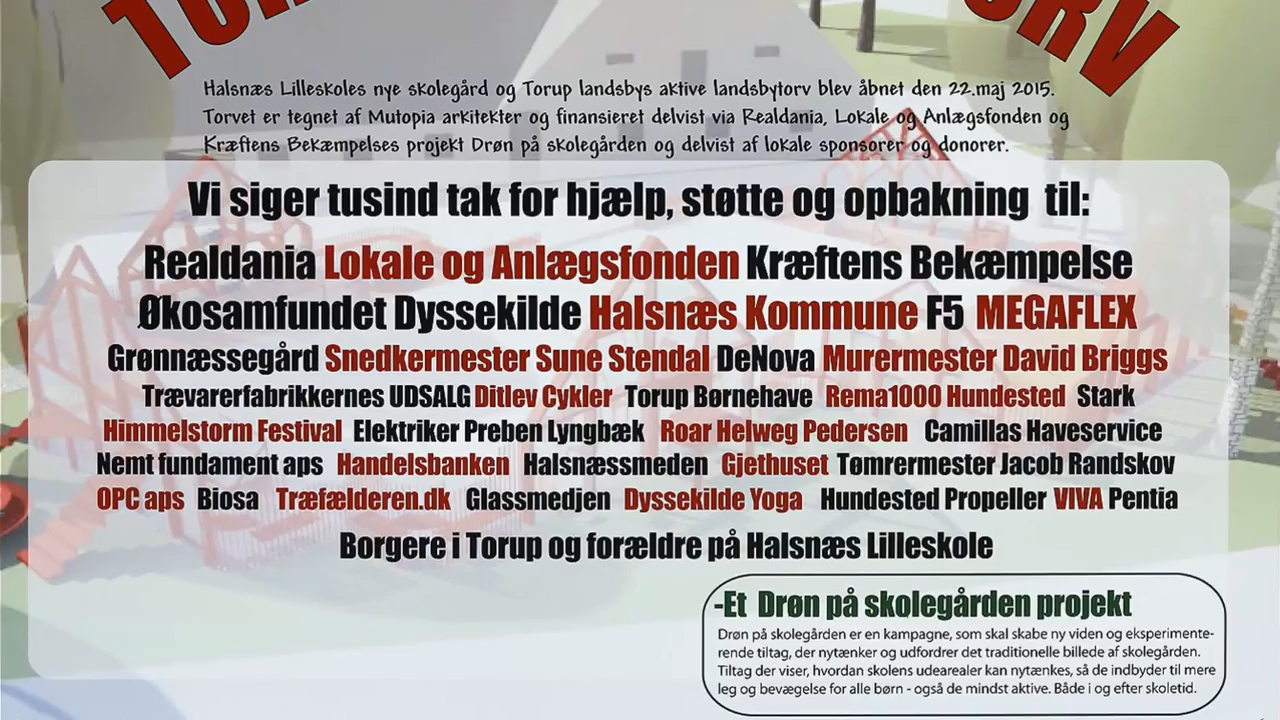 Halsnæs Lilleskoles nye skolegård og Torup landsbys aktive landsbytorv blev åbnet den 22.maj 2015.
Torvet er tegnet af Mutopia arkitekter og finansieret delvist via Realdania, Lokale og Anlægsfonden og
Kræftens Bekæmpelses projekt Drøn på skolegården og delvist af lokale sponsorer og donorer.
Vi siger tusind tak for hjælp, støtte og opbakning til:
Realdania Lokale og Anlægsfonden Kræftens Bekæmpelse
Økosamfundet Dyssekilde Halsnæs Kommune F5 MEGAFLEX
Grønnæssegård Snedkermester Sune Stendal DeNova Murermester David Briggs
Trævarerfabrikkernes UDSALG Ditlev Cykler Torup Børnehave Rema1000 Hundested Stark
Himmelstorm Festival Elektriker Preben Lyngbæk Roar Helweg Pedersen Camillas Haveservice
Nemt fundament aps Handelsbanken Halsnæssmeden Gjethuset Tømrermester Jacob Randskov
OPC aps Biosa Træfælderen.dk Glassmedjen Dyssekilde Yoga Hundested Propeller VIVA Pentia
Borgere i Torup og forældre på Halsnæs Lilleskole
-Et Drøn på skolegården projekt
Drøn på skolegården er en kampagne, som skal skabe ny viden og eksperimente-
rende tiltag, der nytænker og udfordrer det traditionelle billede af skolegården.
Tiltag der viser, hvordan skolens udearealer kan nytænkes, så de indbyder til mere
leg og bevægelse for alle børn - også de mindst aktive. Både i og efter skoletid.